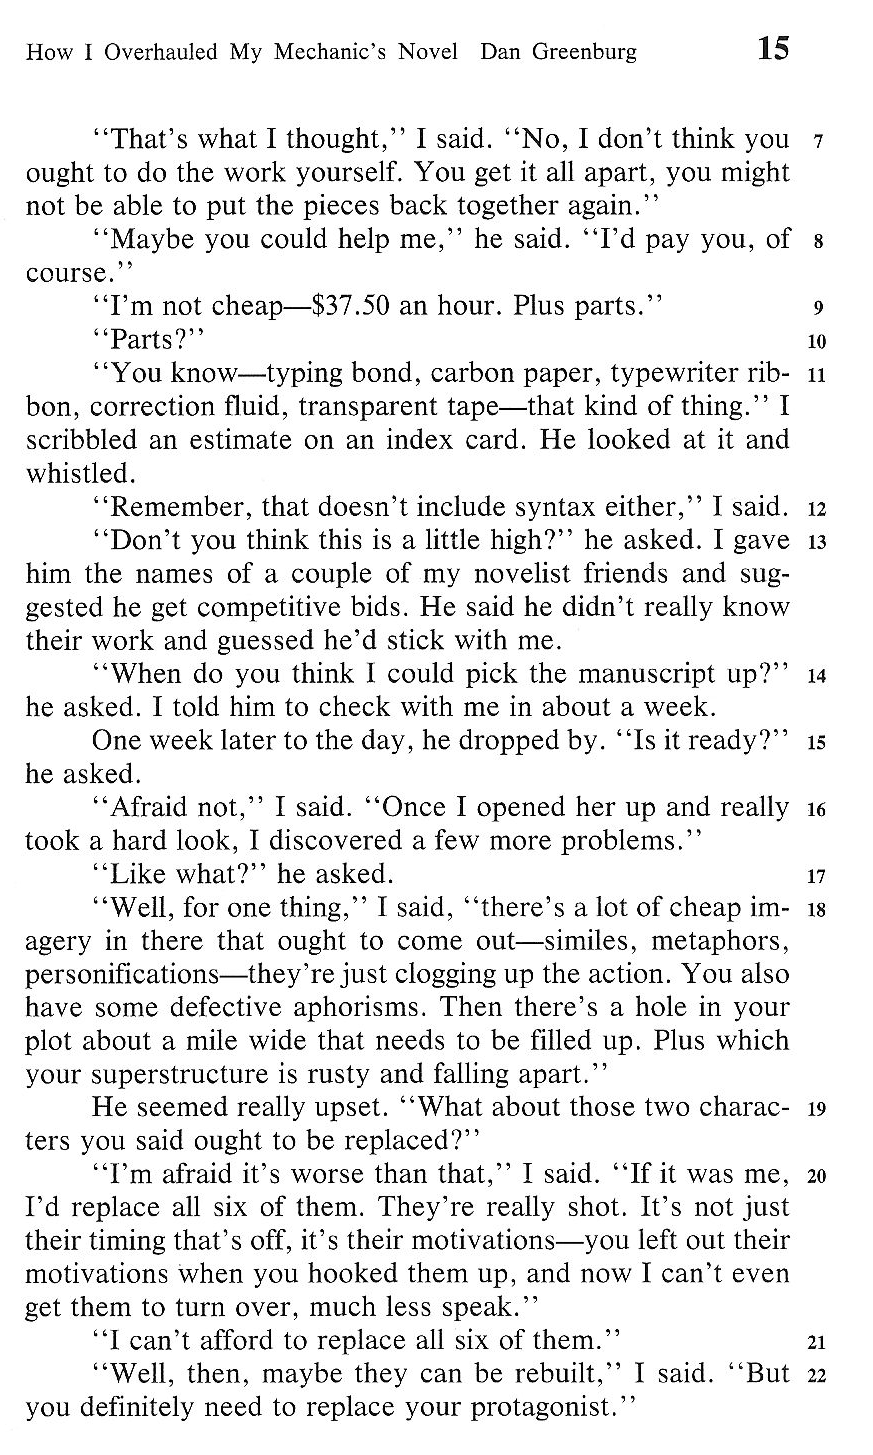 How I Overhauled My Mechanic's Novel Dan Greenburg 15
“That's what I thought,” I said. “No, I don't think you 7
ought to do the work yourself. You get it all apart, you might
not be able to put the pieces back together again.”
“Maybe you could help me,” he said. “I'd pay you, of 8
course.”
“I'm not cheap—$37.50 an hour. Plus parts.” 9
“Parts?” 10
“You know—typing bond, carbon paper, typewriter rib- 11
bon, correction fluid, transparent tape—that kind of thing.” I
scribbled an estimate on an index card. He looked at it and
whistled.
“Remember, that doesn't include syntax either,” I said. 12
“Don't you think this is a little high?” he asked. I gave 13
him the names of a couple of my novelist friends and sug-
gested he get competitive bids. He said he didn't really know
their work and guessed he'd stick with me.
“When do you think I could pick the manuscript up?” 14
he asked. I told him to check with me in about a week.
One week later to the day, he dropped by. “Is it ready?” 15
he asked.
“Afraid not,” I said. “Once I opened her up and really 16
took a hard look, I discovered a few more problems.”
“Like what?” he asked. 17
“Well, for one thing,” I said, “there's a lot of cheap im- 18
agery in there that ought to come out—similes, metaphors,
personifications—they're just clogging up the action. You also
have some defective aphorisms. Then there's a hole in your
plot about a mile wide that needs to be filled up. Plus which
your superstructure is rusty and falling apart.”
He seemed really upset. “What about those two charac- 19
ters you said ought to be replaced?”
“I'm afraid it's worse than that,” I said. “If it was me, 20
I'd replace all six of them. They're really shot. It's not just
their timing that's off, it's their motivations—you left out their
motivations when you hooked them up, and now I can't even
get them to turn over, much less speak.”
“I can't afford to replace all six of them.” 21
“Well, then, maybe they can be rebuilt,” I said. “But 22
you definitely need to replace your protagonist.”